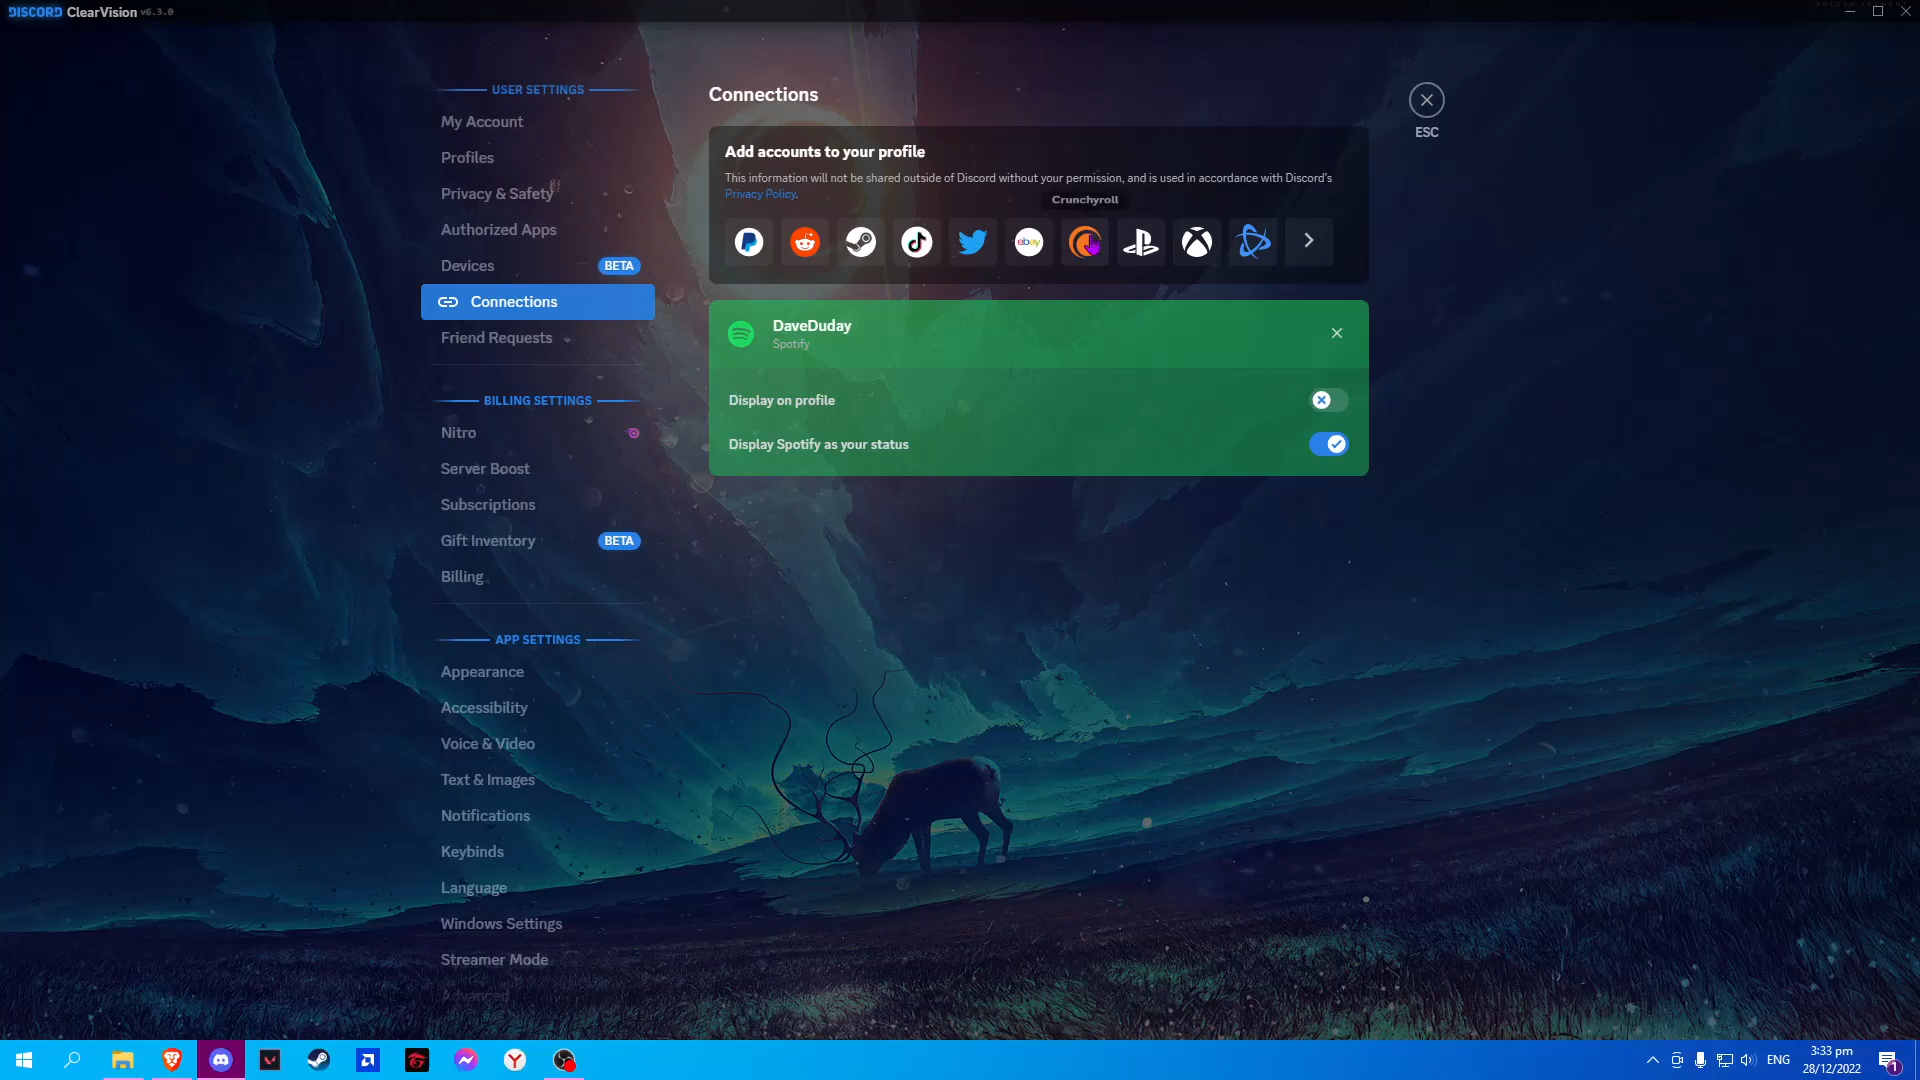 DISCORD ClearVision v6.3.0
USER SETTINGS
My Account
Profiles
Privacy & Safety
Authorized Apps
Devices BETA
Connections
Friend Requests
BILLING SETTINGS
Nitro
Server Boost
Subscriptions
Gift Inventory BETA
Billing
APP SETTINGS
Appearance
Accessibility
Voice & Video
Text & Images
Notifications
Keybinds
Language
Windows Settings
Streamer Mode
Advanced
Connections
ESC
Add accounts to your profile
This information will not be shared outside of Discord without your permission, and is used in accordance with Discord's
Privacy Policy.
Crunchyroll
ebay
DaveDuday
Spotify
Display on profile
Display Spotify as your status
ENG
3:33 pm
28/12/2022
1